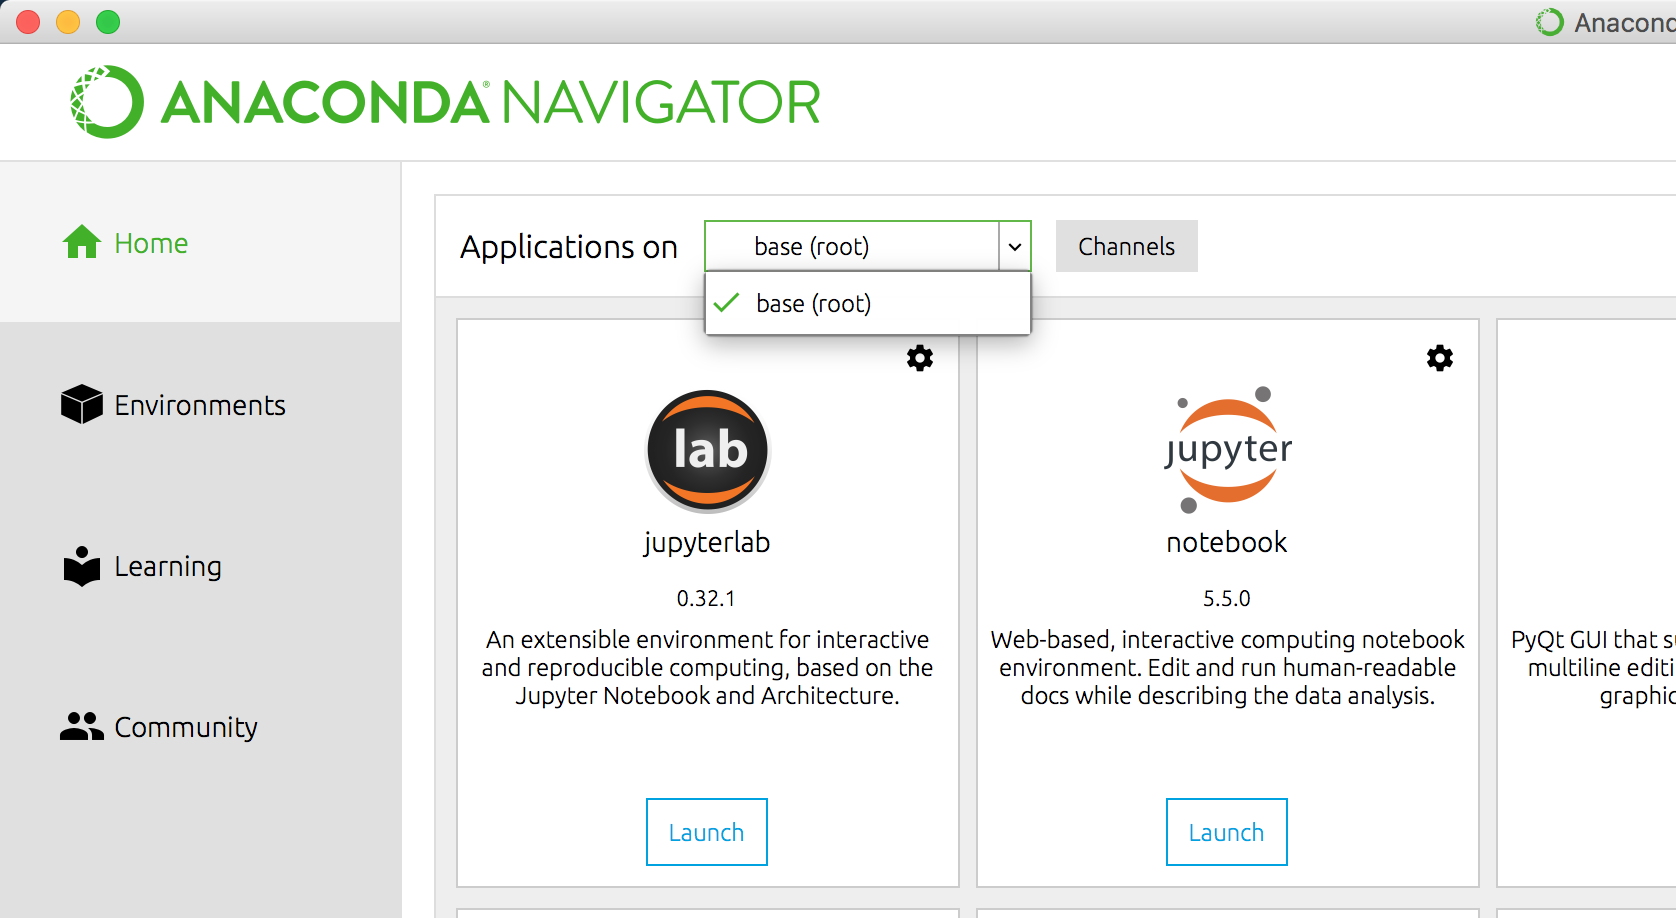 Anacond
ANACONDA® NAVIGATOR
Home
Environments
Learning
Community
Applications on
base (root)
Channels
base (root)
lab
jupyterlab
0.32.1
An extensible environment for interactive
and reproducible computing, based on the
Jupyter Notebook and Architecture.
Launch
jupyter
notebook
5.5.0
Web-based, interactive computing notebook
environment. Edit and run human-readable
docs while describing the data analysis.
Launch
PyQt GUI that su
multiline editi
graphic